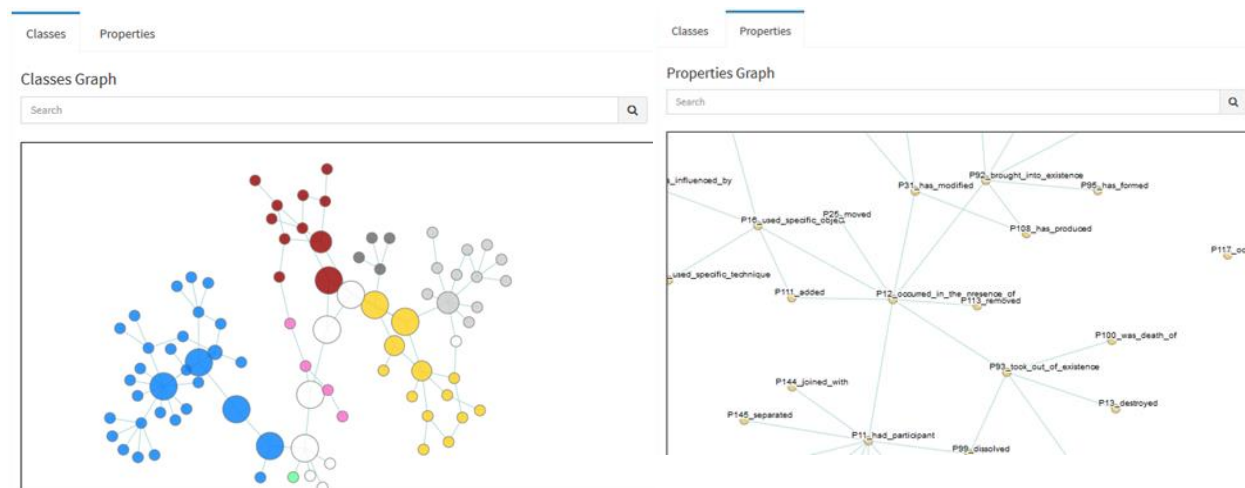 Classes Properties
Classes Graph
Search
Classes Properties
Properties Graph
Search
s_influenced_by
P31_has_modified
P92_brought_into_existence
P95_has_formed
P16_used_specific_object
P25_moved
P108_has_produced
P117_oc
used_specific_technique
P111_added
P12_occurred_in_the_presence_of
P113_removed
P100_was_death_of
P93_took_out_of_existence
P144_joined_with
P13_destroyed
P145_separated
P11_had_participant
P99_dissolved